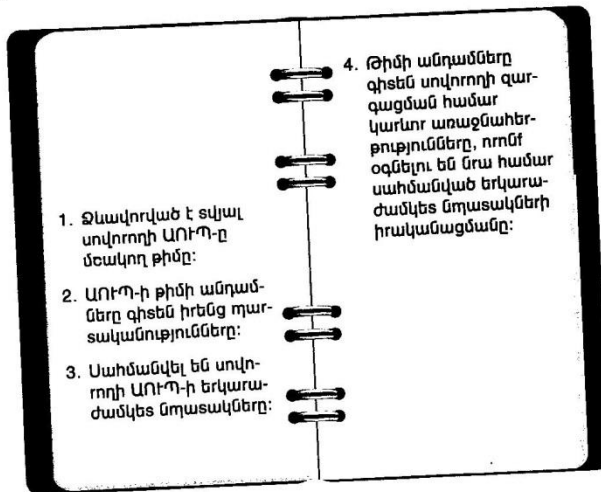 1. Ձևավորված է տվյալ
սովորողի ԱՈՒՊ-ը
մշակող թիմը:
2. ԱՈՒՊ-ի թիմի անդամ-
ները գիտեն իրենց պար-
տականությունները:
3. Սահմանվել են սովո-
րողի ԱՈՒՊ-ի երկարա-
ժամկետ նպատակները:
4. Թիմի անդամները
գիտեն սովորողի զար-
գացման համար
կարևոր առաջնահեր-
թությունները, որոնք
օգնելու են նրա համար
սահմանված երկարա-
ժամկետ նպատակների
իրականացմանը: